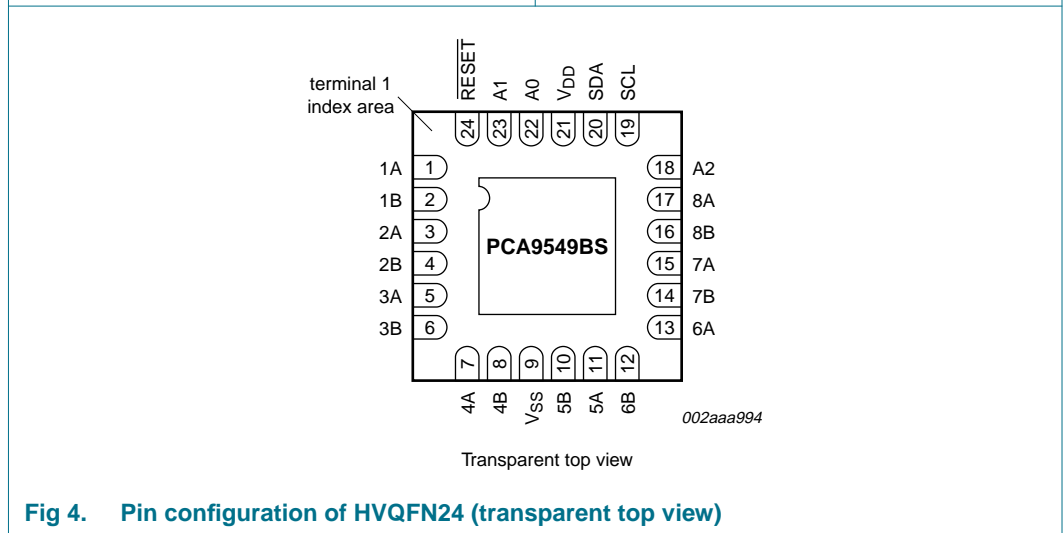 RESET A1 A0 VDD SDA SCL
terminal 1
index area
24 23 22 21 20 19
1A 1 18 A2
1B 2 17 8A
2A 3 16 8B
PCA9549BS
2B 4 15 7A
3A 5 14 7B
3B 6 13 6A
7 8 9 10 11 12
4A 4B VSS 5B 5A 6B
002aaa994
Transparent top view
Fig 4. Pin configuration of HVQFN24 (transparent top view)